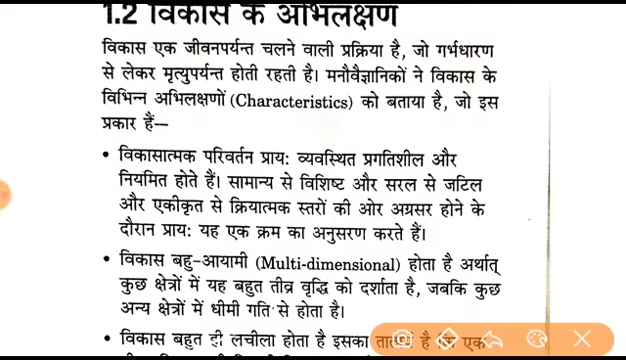 1.2 विकास के अभिलक्षण
विकास एक जीवनपर्यन्त चलने वाली प्रक्रिया है, जो गर्भधारण
से लेकर मृत्युपर्यन्त होती रहती है। मनौवैज्ञानिकों ने विकास के
विभिन्न अभिलक्षणों (Characteristics) को बताया है, जो इस
प्रकार हैं—
• विकासात्मक परिवर्तन प्राय: व्यवस्थित प्रगतिशील और
नियमित होते हैं। सामान्य से विशिष्ट और सरल से जटिल
और एकीकृत से क्रियात्मक स्तरों की ओर अग्रसर होने के
दौरान प्राय: यह एक क्रम का अनुसरण करते हैं।
• विकास बहु-आयामी (Multi-dimensional) होता है अर्थात्
कुछ क्षेत्रों में यह बहुत तीव्र वृद्धि को दर्शाता है, जबकि कुछ
अन्य क्षेत्रों में धीमी गति से होता है।
• विकास बहुत ही लचीला होता है इसका है कि एक